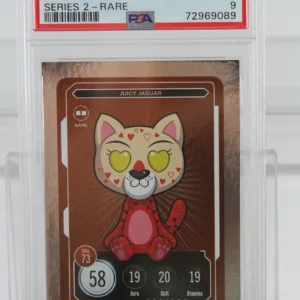 SERIES 2 - RARE 9
PSA 72969089
JUICY JAGUAR
RARE
73
58
19 20 19
Aura Skill Stamina